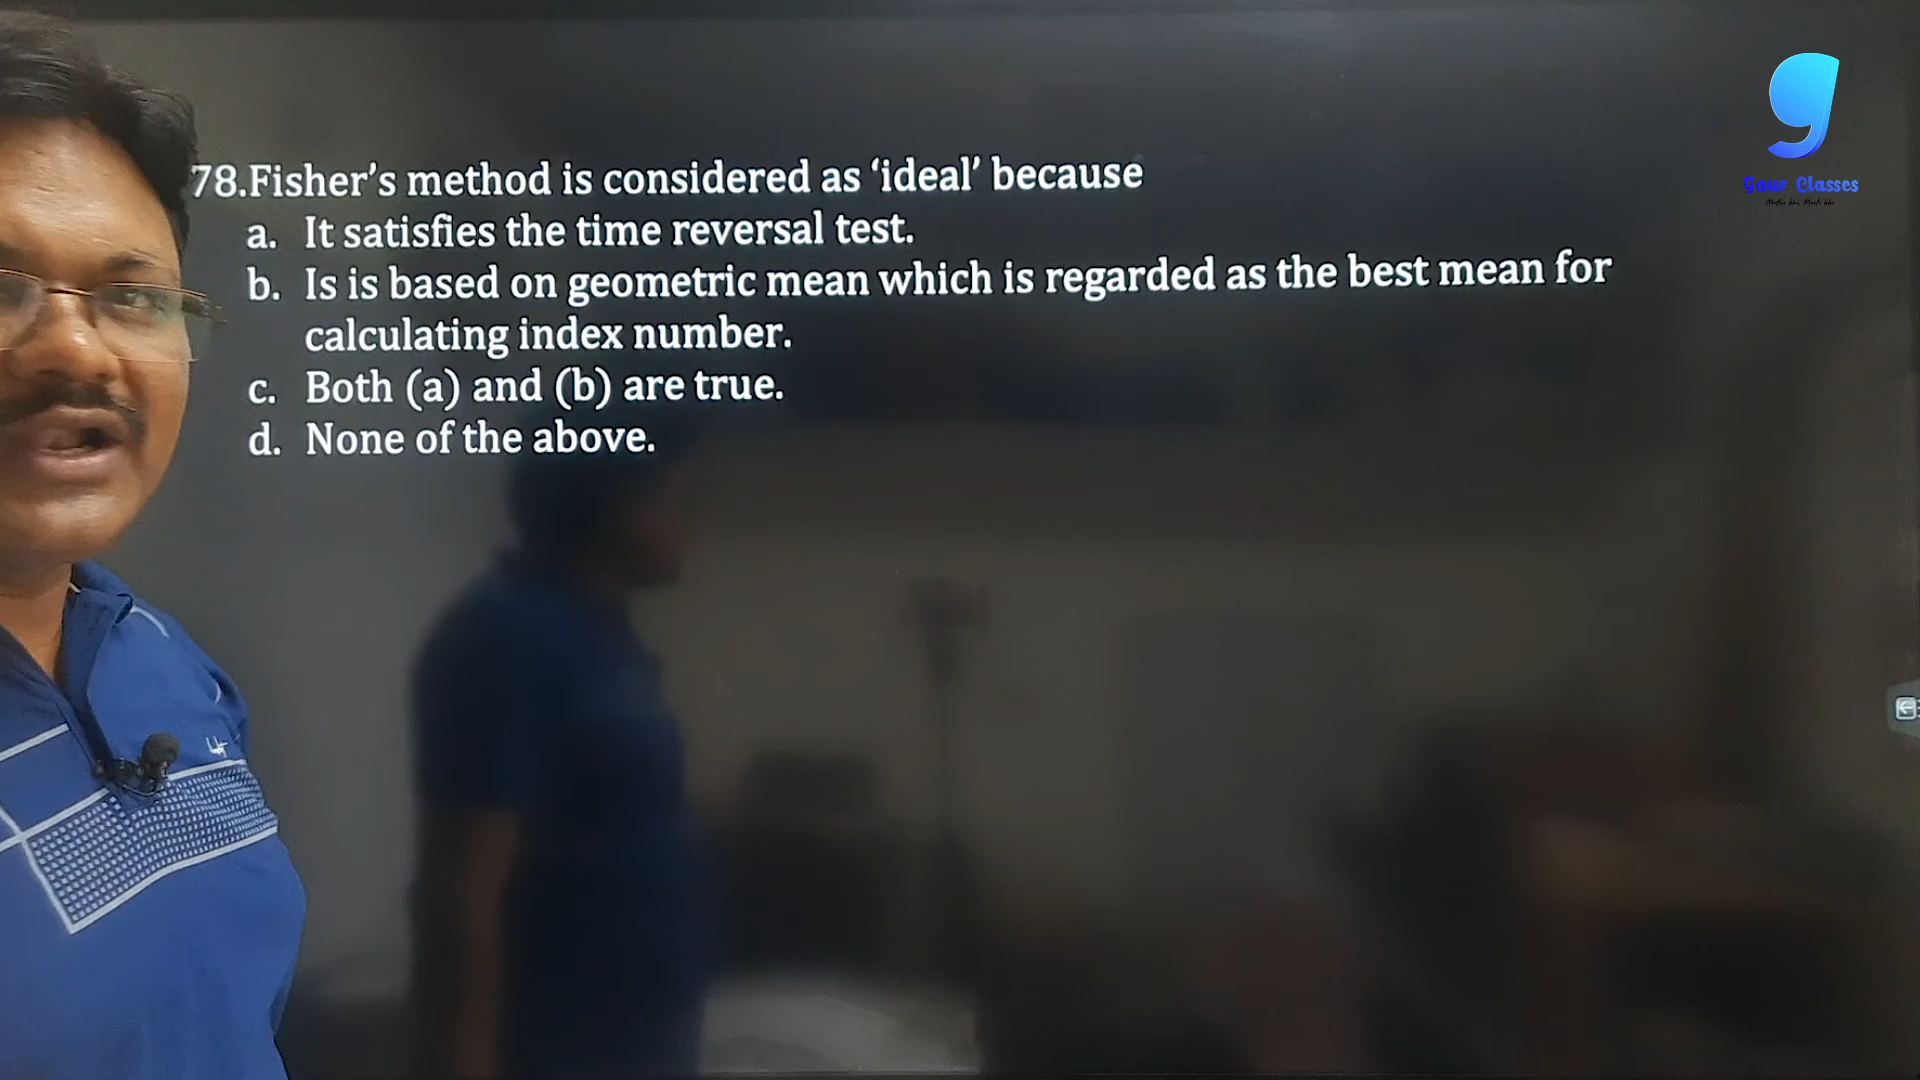 78.Fisher’s method is considered as ‘ideal’ because
a. It satisfies the time reversal test.
b. Is is based on geometric mean which is regarded as the best mean for
calculating index number.
c. Both (a) and (b) are true.
d. None of the above.
Gour Classes